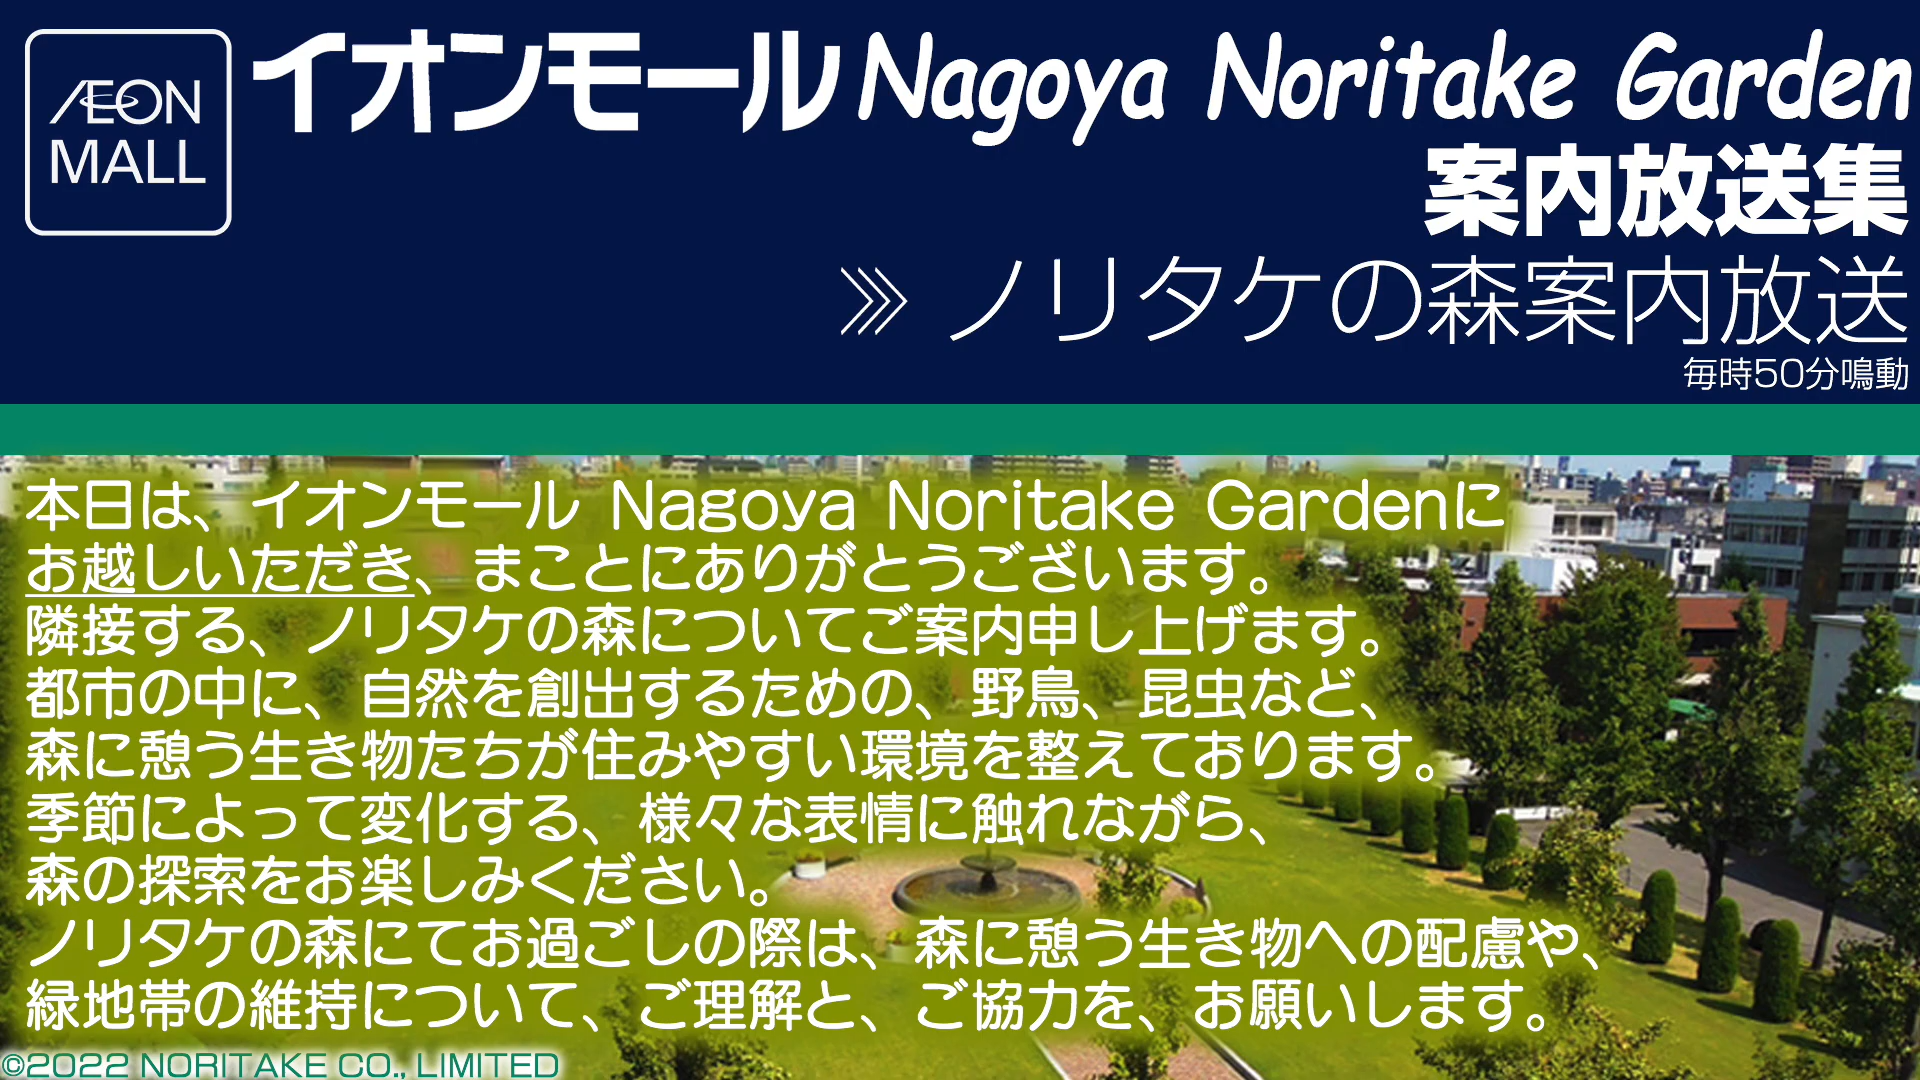 ÆON
MALL
イオンモール Nagoya Noritake Garden
案内放送集
ノリタケの森案内放送
毎時50分鳴動
本日は、イオンモール Nagoya Noritake Gardenに
お越しいただき、まことにありがとうございます。
隣接する、ノリタケの森についてご案内申し上げます。
都市の中に、自然を創出するための、野鳥、昆虫など、
森に憩う生き物たちが住みやすい環境を整えております。
季節によって変化する、様々な表情に触れながら、
森の探索をお楽しみください。
ノリタケの森にてお過ごしの際は、森に憩う生き物への配慮や、
緑地帯の維持について、ご理解と、ご協力を、お願いします。
©2022 NORITAKE CO., LIMITED